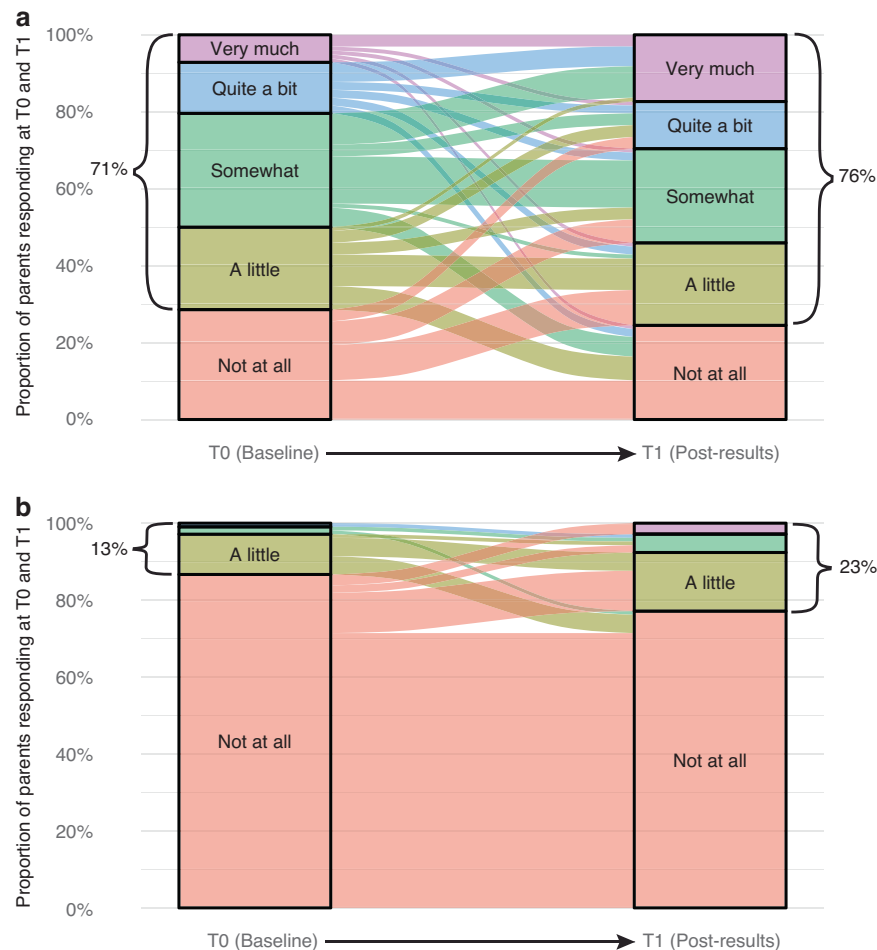 a
Proportion of parents responding at T0 and T1
100%
80%
60%
40%
20%
0%
71%
Very much
Quite a bit
Somewhat
A little
Not at all
Very much
Quite a bit
Somewhat
A little
Not at all
76%
T0 (Baseline) T1 (Post-results)
b
Proportion of parents responding at T0 and T1
100%
80%
60%
40%
20%
0%
13%
A little
Not at all
A little
Not at all
23%
T0 (Baseline) T1 (Post-results)